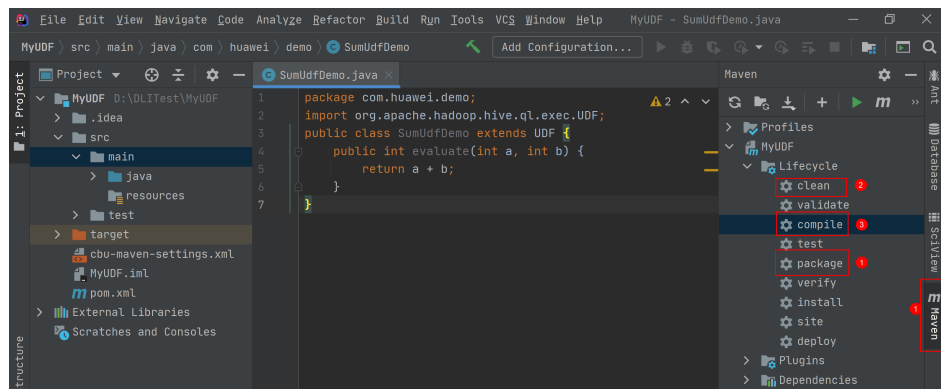 File Edit View Navigate Code Analyze Refactor Build Run Tools VCS Window Help MyUDF - SumUdfDemo.java
MyUDF src main java com huawei demo SumUdfDemo Add Configuration...
1: Project
Project
MyUDF D:\DLITest\MyUDF
.idea
src
main
java
resources
test
target
cbu-maven-settings.xml
MyUDF.iml
pom.xml
External Libraries
Scratches and Consoles
tructure
SumUdfDemo.java
1 package com.huawei.demo;
2 import org.apache.hadoop.hive.ql.exec.UDF;
3 public class SumUdfDemo extends UDF {
4 public int evaluate(int a, int b) {
5 return a + b;
6 }
7 }
2
Maven
m
Profiles
MyUDF
Lifecycle
clean 2
validate
compile 3
test
package 1
verify
install
site
deploy
Plugins
Dependencies
Ant
Database
SciView
1
m Maven